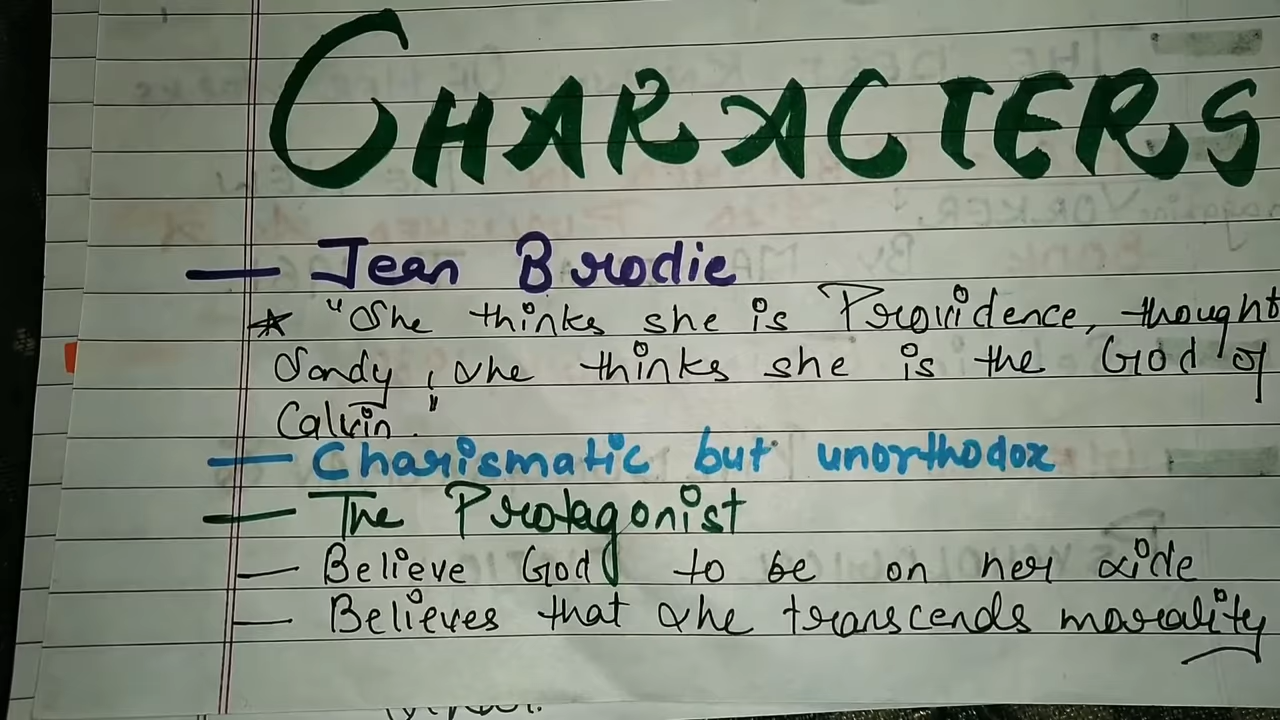 CHARACTERS
— Jean Brodie
* "She thinks she is Providence, thought
Sandy, she thinks she is the God of
Calvin."
— Charismatic but unorthodox
— The Protagonist
— Believe God to be on her side
— Believes that she transcends morality